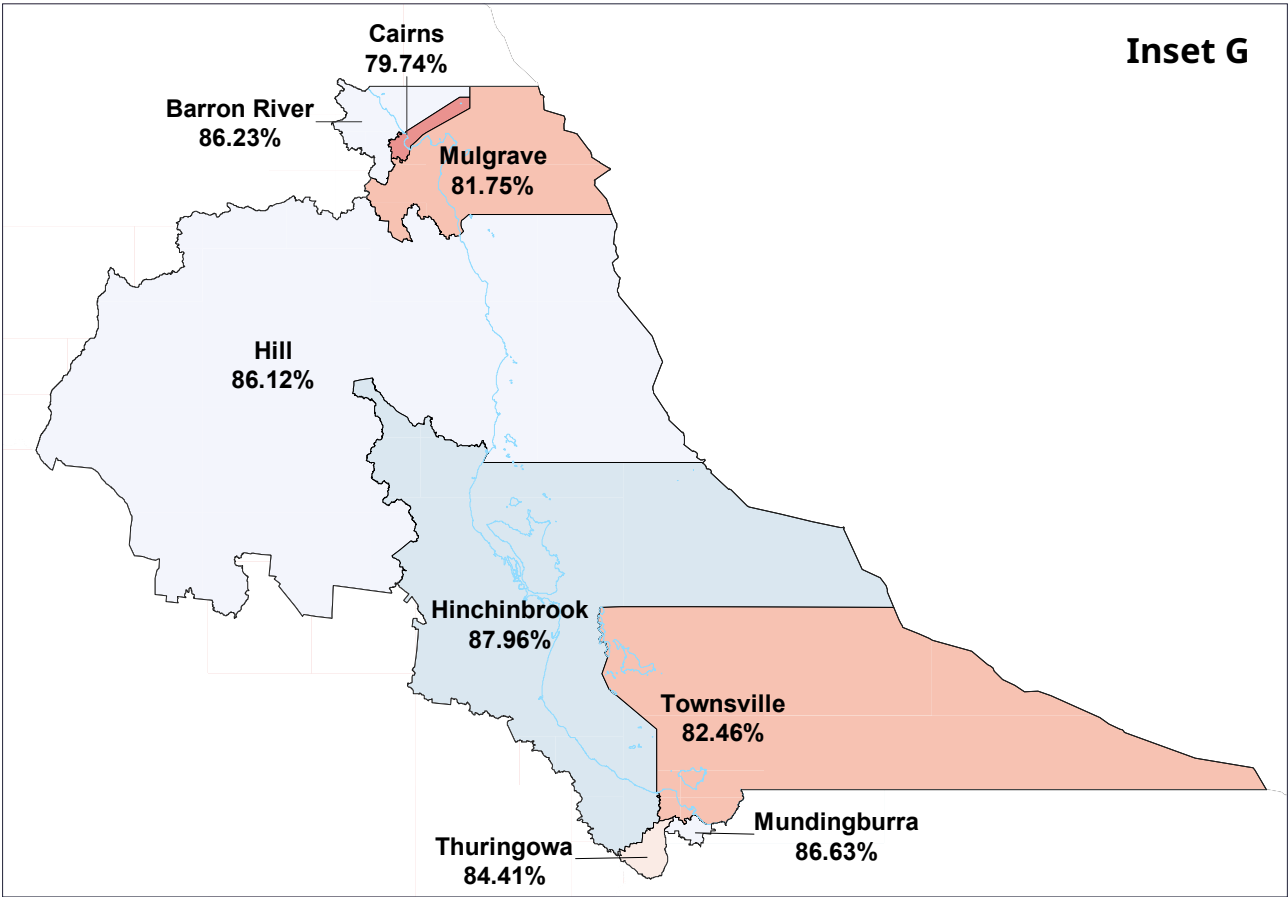 Inset G
Cairns
79.74%
Barron River
86.23%
Mulgrave
81.75%
Hill
86.12%
Hinchinbrook
87.96%
Townsville
82.46%
Mundingburra
86.63%
Thuringowa
84.41%